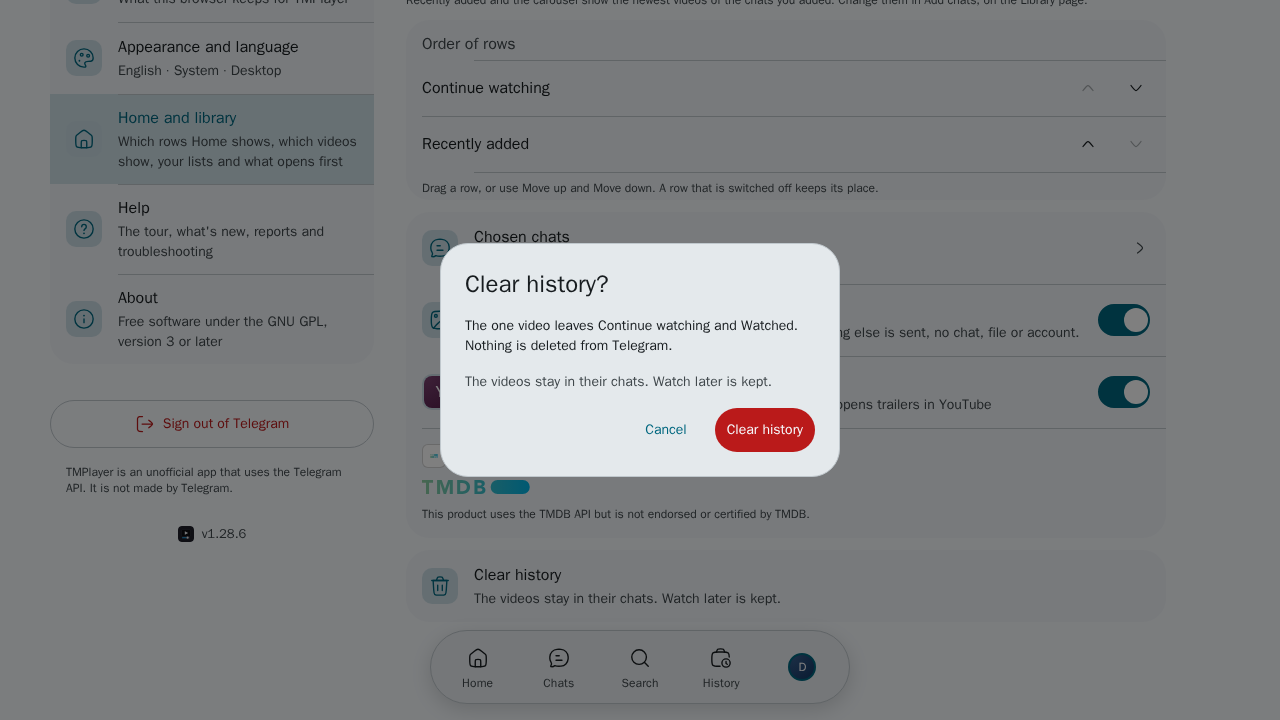 What this browser keeps for TMPlayer
Appearance and language
English · System · Desktop
Home and library
Which rows Home shows, which videos
show, your lists and what opens first
Help
The tour, what's new, reports and
troubleshooting
About
Free software under the GNU GPL,
version 3 or later
Sign out of Telegram
TMPlayer is an unofficial app that uses the Telegram
API. It is not made by Telegram.
v1.28.6
Recently added and the carousel show the newest videos of the chats you added. Change them in Add chats, on the Library page.
Order of rows
Continue watching
Recently added
Drag a row, or use Move up and Move down. A row that is switched off keeps its place.
Chosen chats
else is sent, no chat, file or account.
opens trailers in YouTube
TMDB
This product uses the TMDB API but is not endorsed or certified by TMDB.
Clear history
The videos stay in their chats. Watch later is kept.
Clear history?
The one video leaves Continue watching and Watched.
Nothing is deleted from Telegram.
The videos stay in their chats. Watch later is kept.
Cancel
Clear history
Home
Chats
Search
History
D